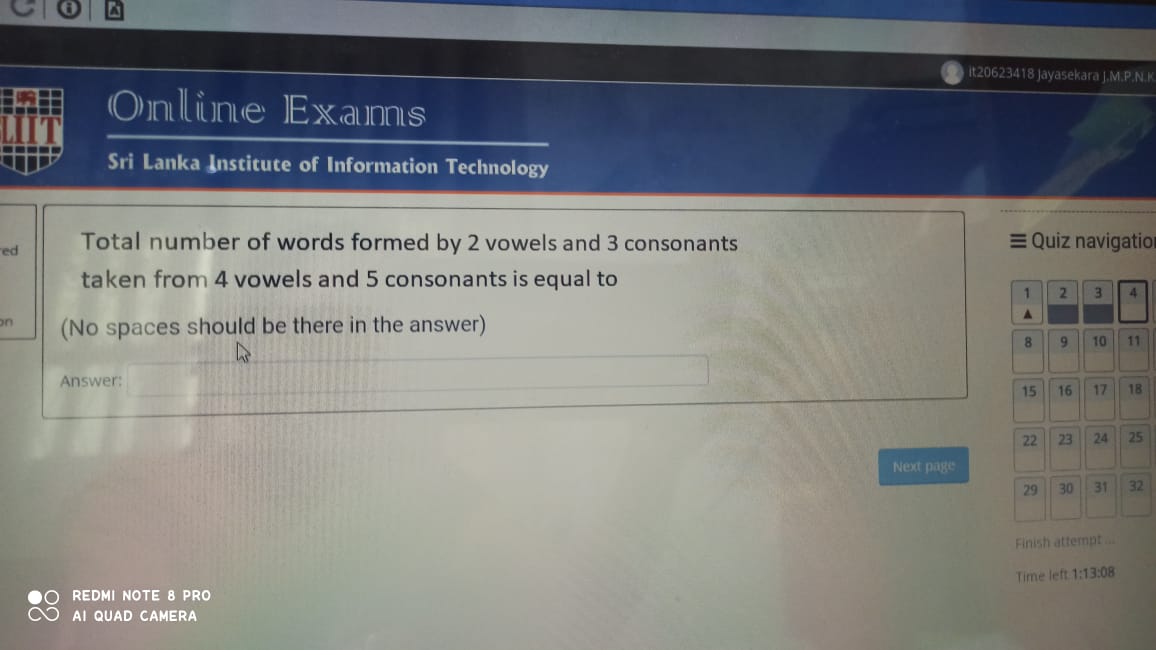 it20623418 Jayasekara J.M.P.N.K
LIIT
Online Exams
Sri Lanka Institute of Information Technology
Total number of words formed by 2 vowels and 3 consonants
taken from 4 vowels and 5 consonants is equal to
(No spaces should be there in the answer)
Answer:
Next page
Quiz navigation
1 2 3 4
8 9 10 11
15 16 17 18
22 23 24 25
29 30 31 32
Finish attempt ...
Time left 1:13:08
REDMI NOTE 8 PRO
AI QUAD CAMERA